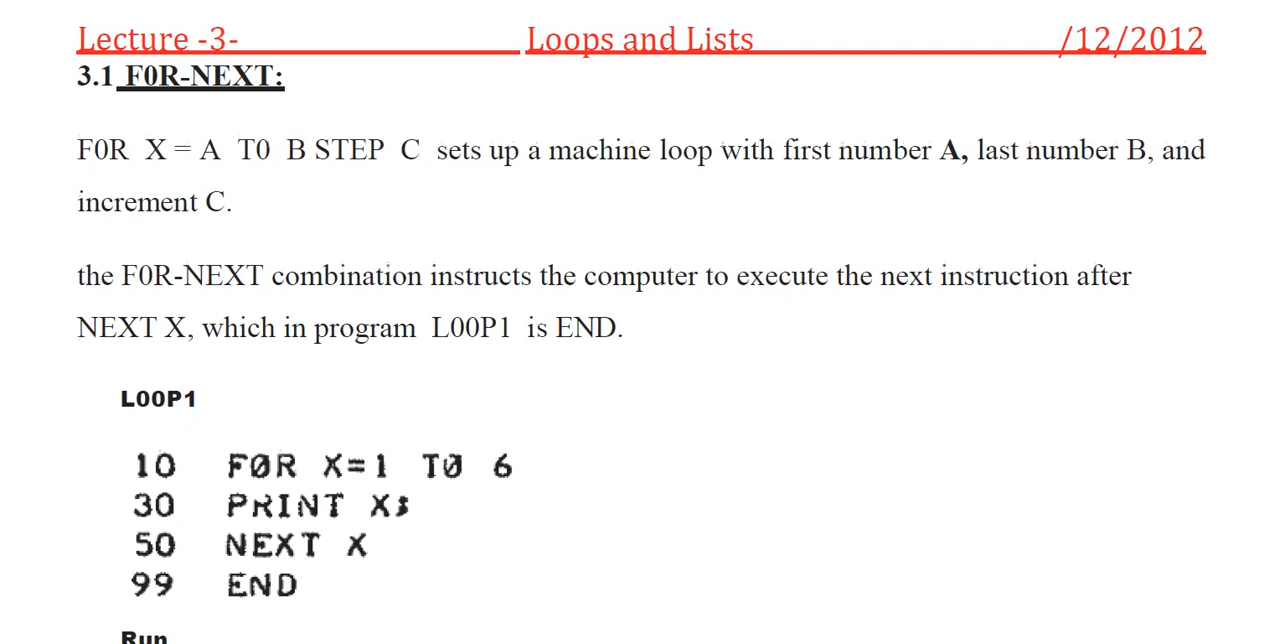 Lecture -3- Loops and Lists /12/2012
3.1 F0R-NEXT:
F0R X = A T0 B STEP C sets up a machine loop with first number A, last number B, and
increment C.
the F0R-NEXT combination instructs the computer to execute the next instruction after
NEXT X, which in program L00P1 is END.
L00P1
10 FØR X=1 TØ 6
30 PRINT X;
50 NEXT X
99 END
Run